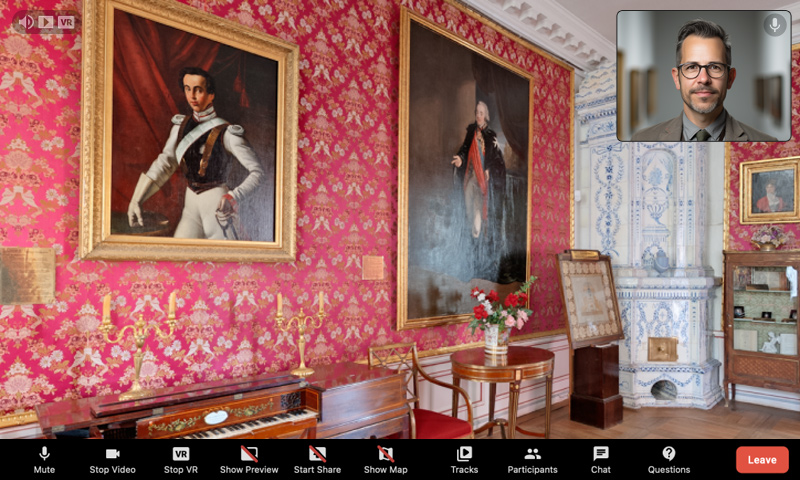 VR
Mute
Stop Video
VR
Stop VR
Show Preview
Start Share
Show Map
Tracks
Participants
Chat
Questions
Leave